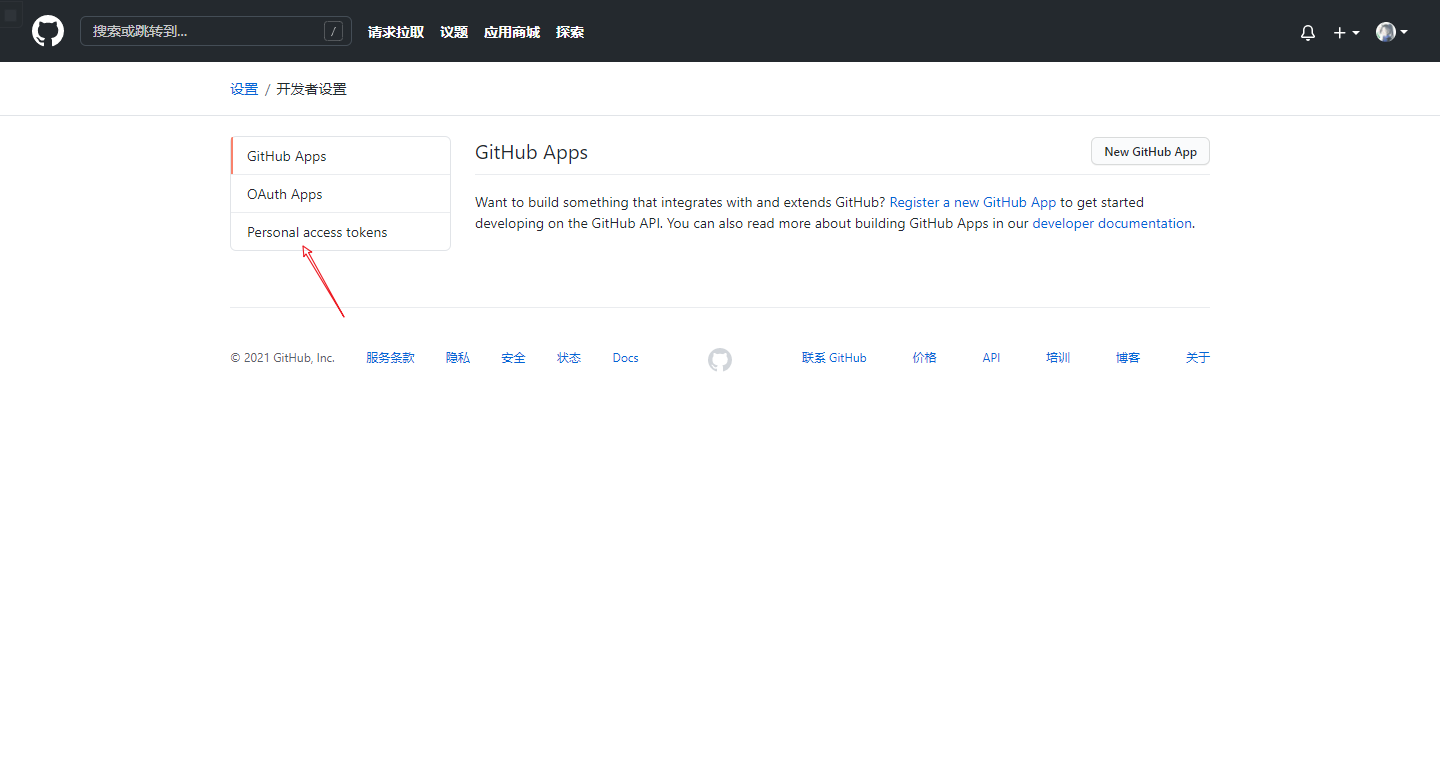 搜索或跳转到... /
请求拉取 议题 应用商城 探索
设置 / 开发者设置
GitHub Apps
OAuth Apps
Personal access tokens
GitHub Apps
New GitHub App
Want to build something that integrates with and extends GitHub? Register a new GitHub App to get started
developing on the GitHub API. You can also read more about building GitHub Apps in our developer documentation.
© 2021 GitHub, Inc. 服务条款 隐私 安全 状态 Docs 联系 GitHub 价格 API 培训 博客 关于